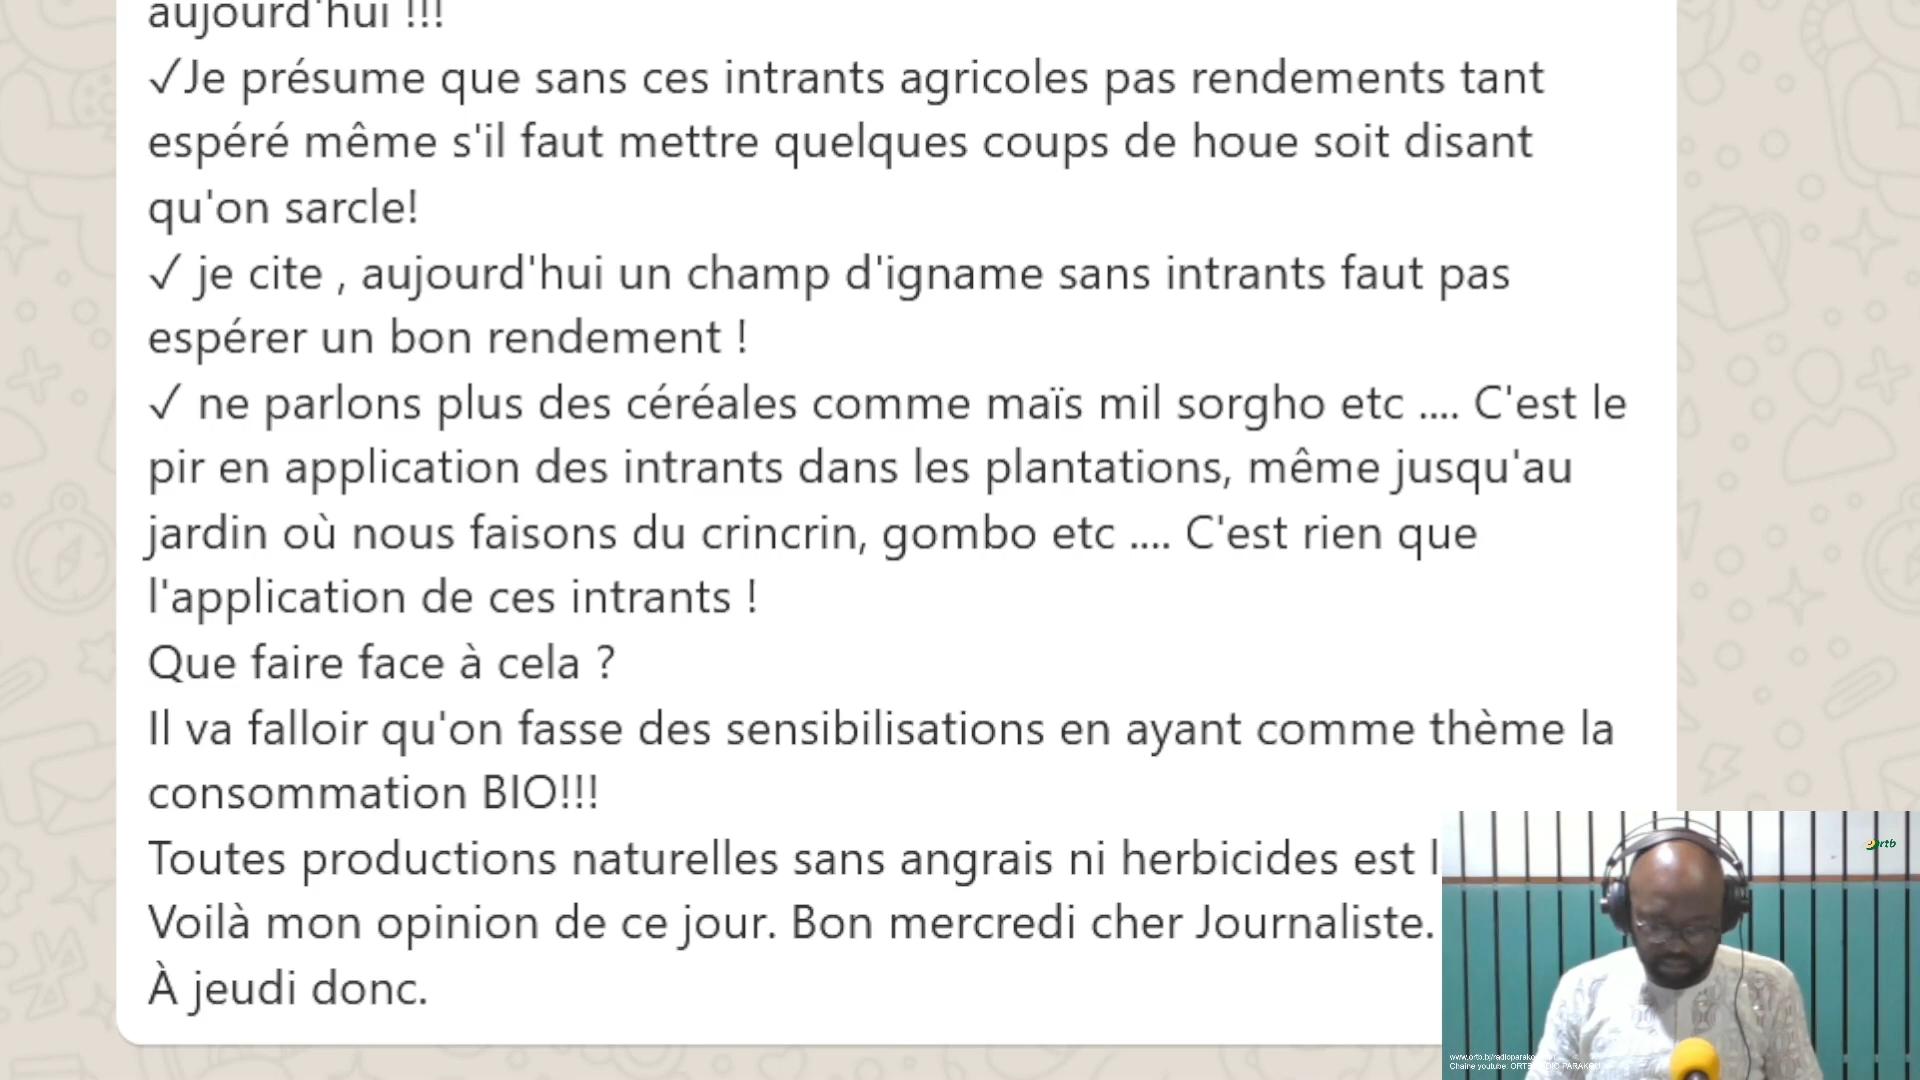 aujourd'hui !!!
✓Je présume que sans ces intrants agricoles pas rendements tant
espéré même s'il faut mettre quelques coups de houe soit disant
qu'on sarcle!
✓ je cite , aujourd'hui un champ d'igname sans intrants faut pas
espérer un bon rendement !
✓ ne parlons plus des céréales comme maïs mil sorgho etc .... C'est le
pir en application des intrants dans les plantations, même jusqu'au
jardin où nous faisons du crincrin, gombo etc .... C'est rien que
l'application de ces intrants !
Que faire face à cela ?
Il va falloir qu'on fasse des sensibilisations en ayant comme thème la
consommation BIO!!!
Toutes productions naturelles sans angrais ni herbicides est
Voilà mon opinion de ce jour. Bon mercredi cher Journaliste.
À jeudi donc.
ortb
Chaîne youtube: